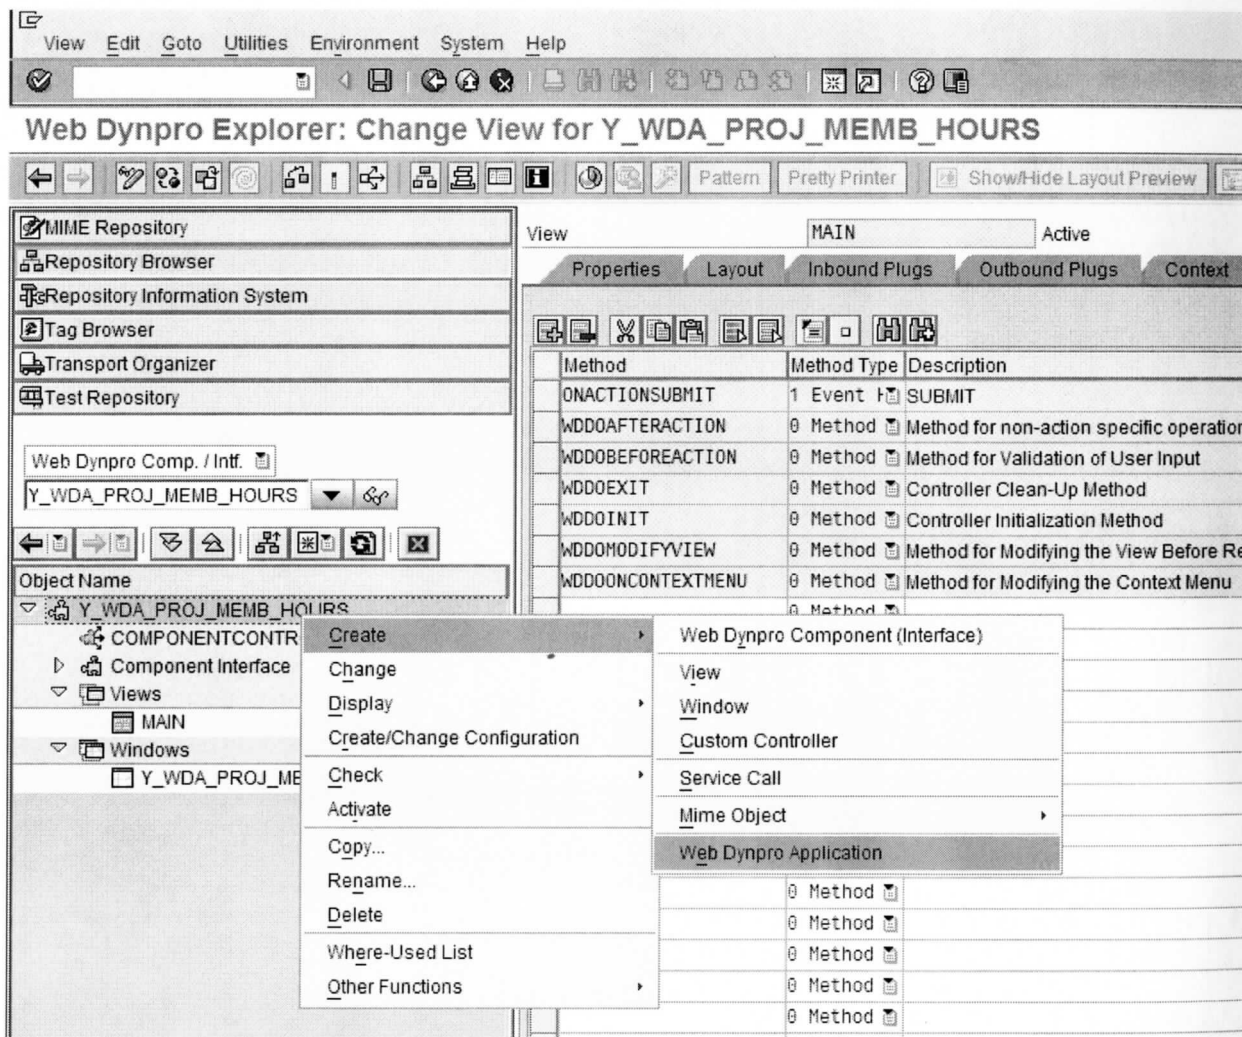 View Edit Goto Utilities Environment System Help
Web Dynpro Explorer: Change View for Y_WDA_PROJ_MEMB_HOURS
Pattern Pretty Printer Show/Hide Layout Preview
MIME Repository
Repository Browser
Repository Information System
Tag Browser
Transport Organizer
Test Repository
Web Dynpro Comp. / Intf.
Y_WDA_PROJ_MEMB_HOURS
Object Name
Y_WDA_PROJ_MEMB_HOURS
COMPONENTCONTR
Component Interface
Views
MAIN
Windows
Y_WDA_PROJ_ME
View MAIN Active
Properties Layout Inbound Plugs Outbound Plugs Context
Method Method Type Description
ONACTIONSUBMIT 1 Event H SUBMIT
WDDOAFTERACTION 0 Method Method for non-action specific operation
WDDOBEFOREACTION 0 Method Method for Validation of User Input
WDDOEXIT 0 Method Controller Clean-Up Method
WDDOINIT 0 Method Controller Initialization Method
WDDOMODIFYVIEW 0 Method Method for Modifying the View Before Re
WDDOONCONTEXTMENU 0 Method Method for Modifying the Context Menu
0 Method
Create
Change
Display
Create/Change Configuration
Check
Activate
Copy...
Rename...
Delete
Where-Used List
Other Functions
Web Dynpro Component (Interface)
View
Window
Custom Controller
Service Call
Mime Object
Web Dynpro Application
0 Method
0 Method
0 Method
0 Method
0 Method